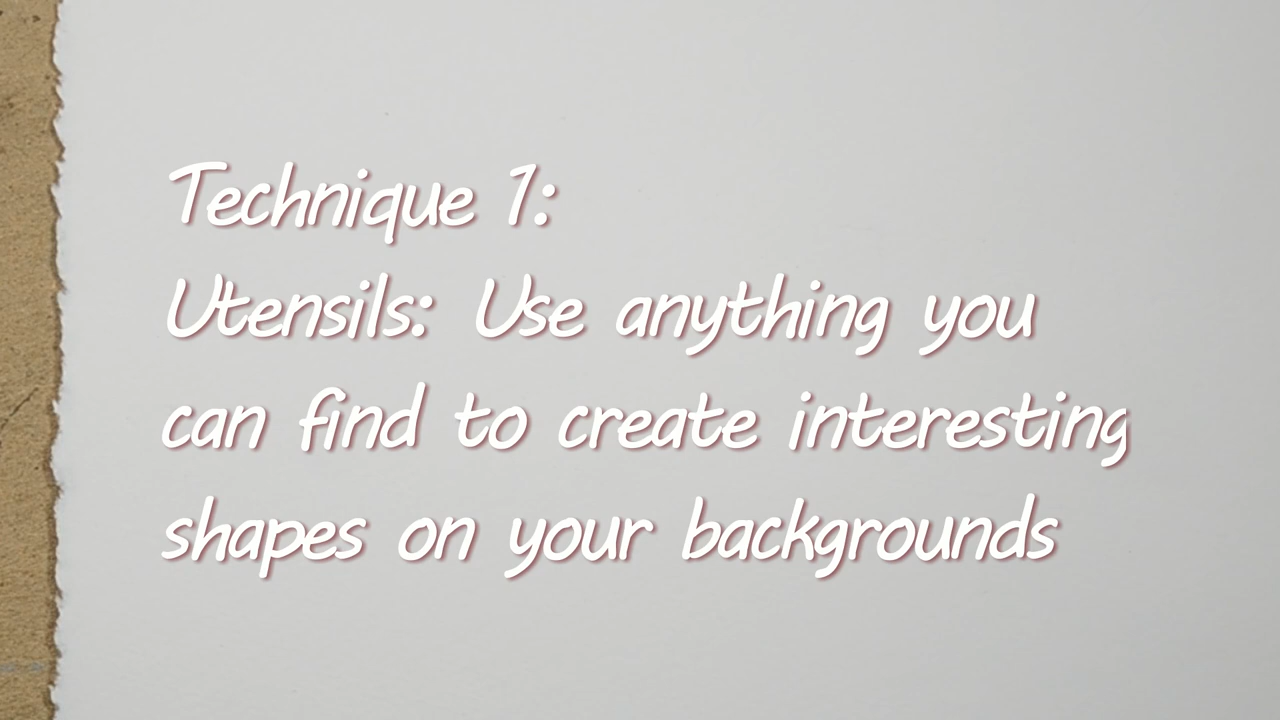 Technique 1:
Utensils: Use anything you
can find to create interesting
shapes on your backgrounds